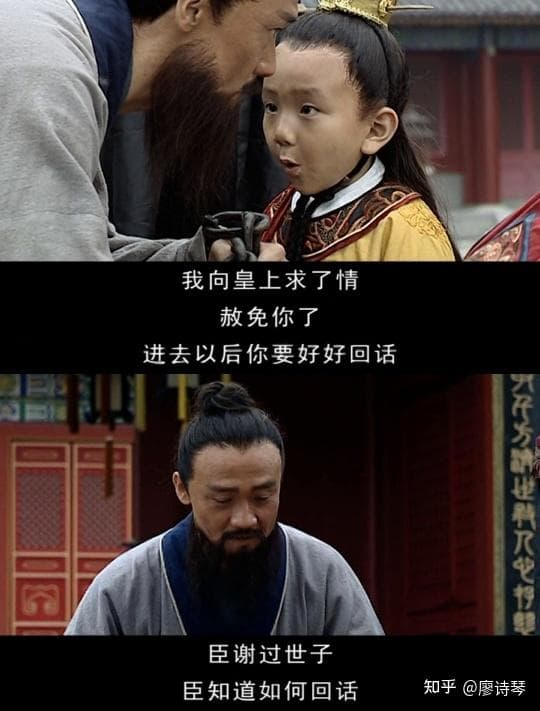 我向皇上求了情
赦免你了
进去以后你要好好回话
臣谢过世子
臣知道如何回话
知乎 @廖诗琴